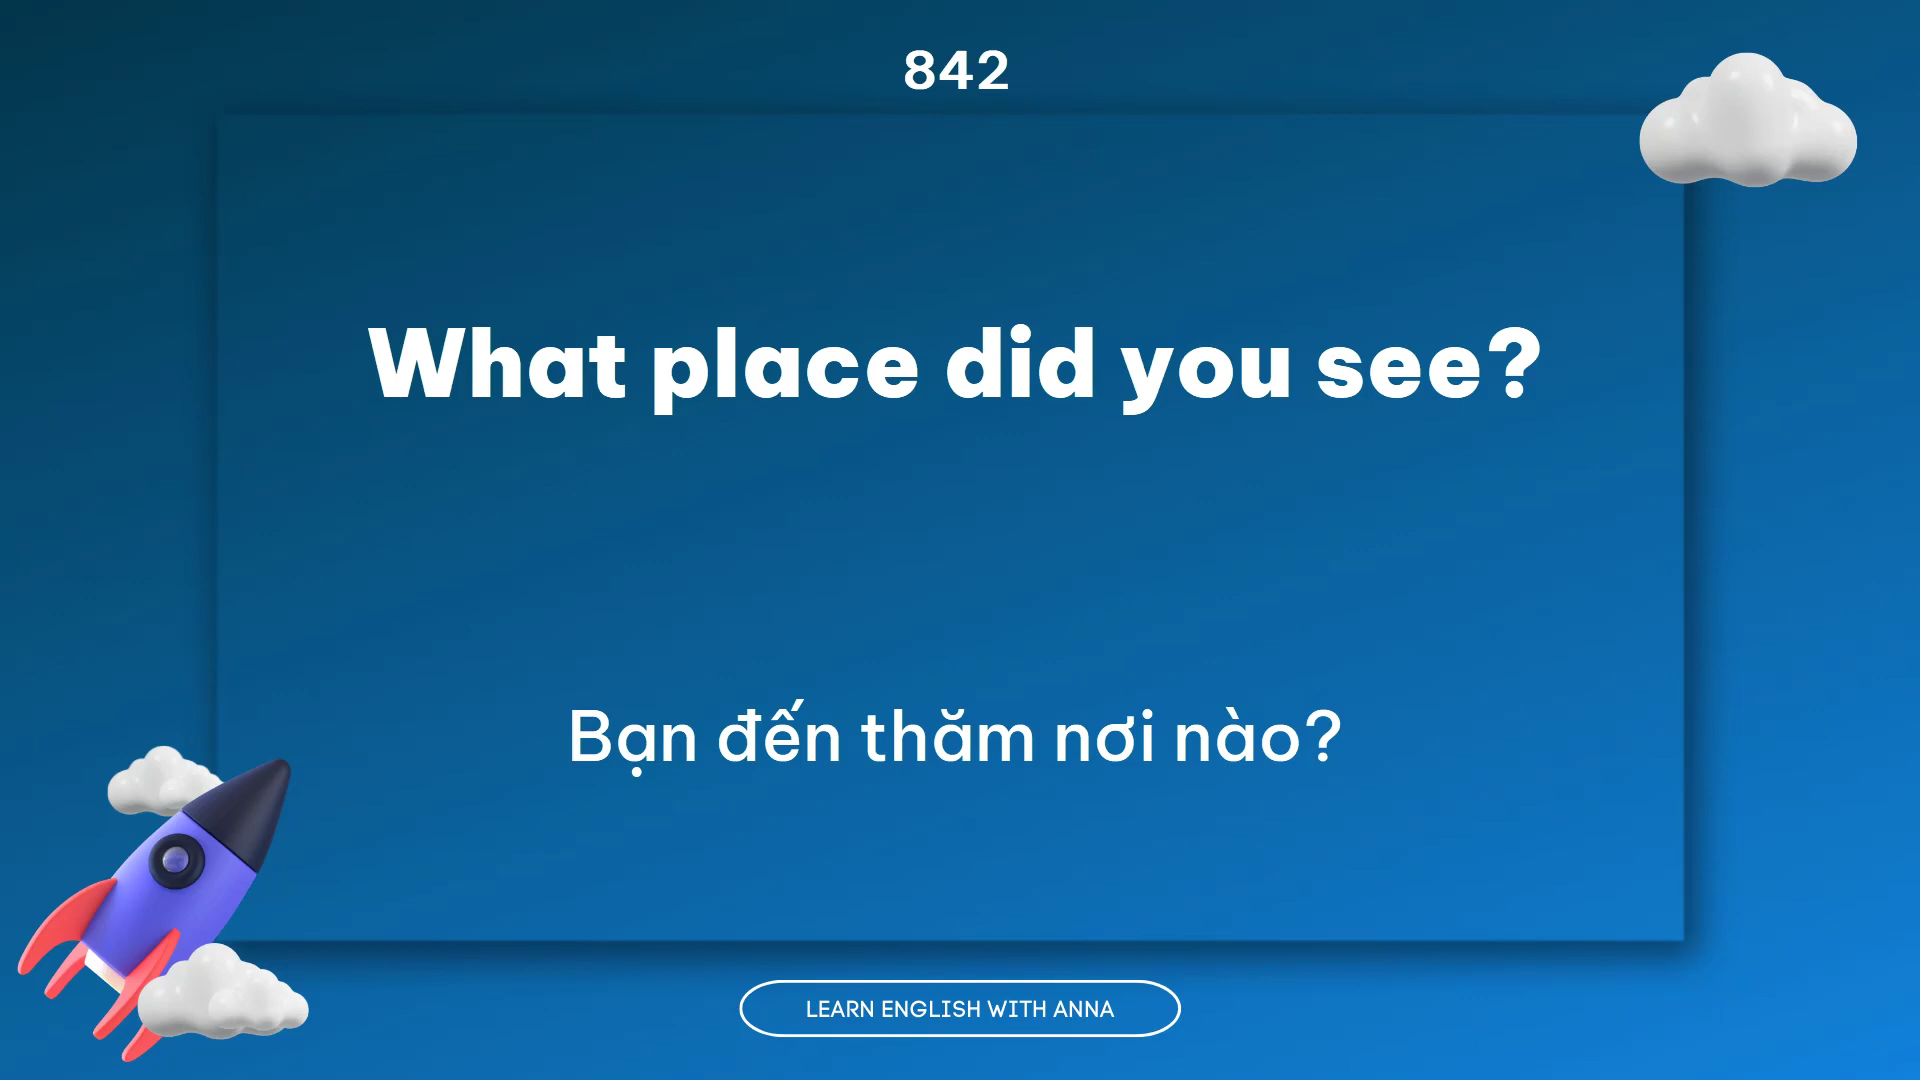 842
What place did you see?
Bạn đến thăm nơi nào?
LEARN ENGLISH WITH ANNA